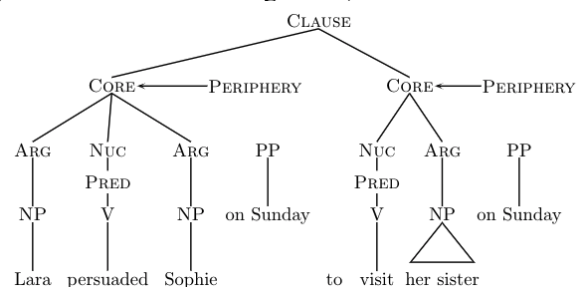 CLAUSE
CORE PERIPHERY CORE PERIPHERY
ARG NUC ARG PP NUC ARG PP
PRED PRED
NP V NP on Sunday V NP on Sunday
Lara persuaded Sophie to visit her sister